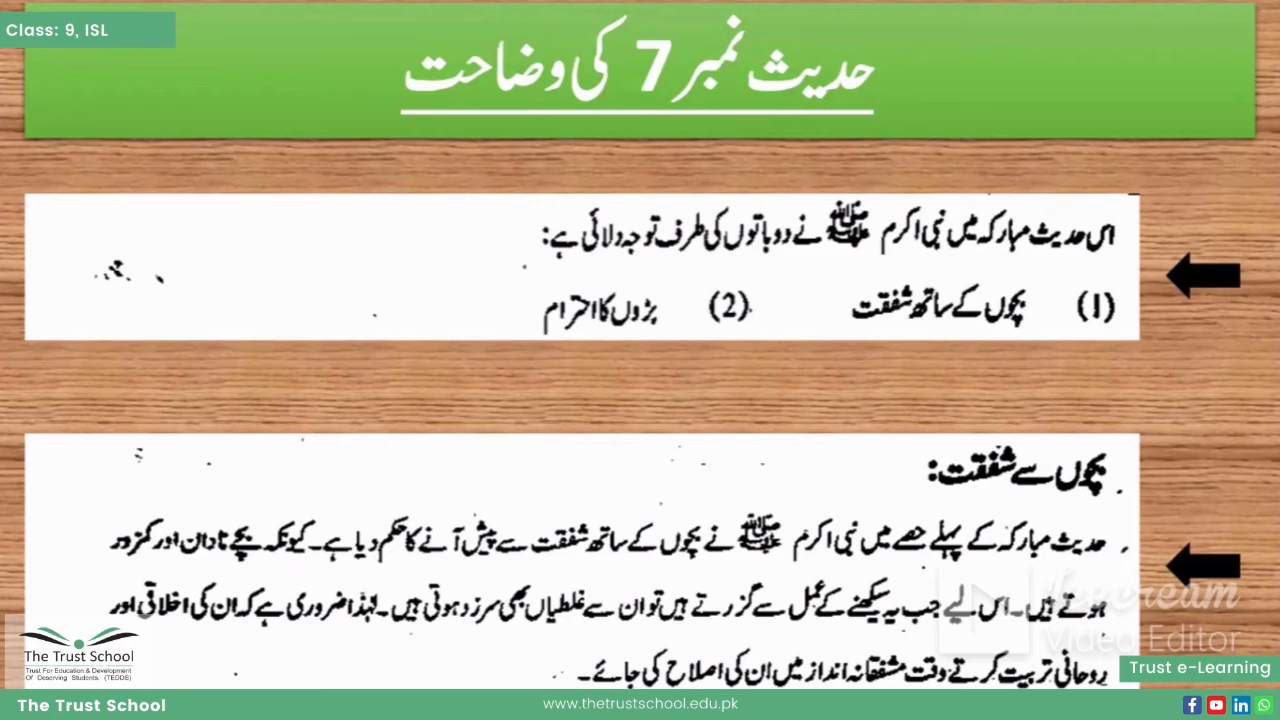 Class: 9, ISL
حدیث نمبر 7 کی وضاحت
اس حدیث مبارکہ میں نبی اکرم ﷺ نے دو باتوں کی طرف توجہ دلائی ہے:
(1) بچوں کے ساتھ شفقت (2) بڑوں کا احترام
بچوں سے شفقت:
حدیث مبارکہ کے پہلے حصے میں نبی اکرم ﷺ نے بچوں کے ساتھ شفقت سے پیش آنے کا حکم دیا ہے۔ کیونکہ بچے نادان اور کمزور
ہوتے ہیں۔ اس لیے جب یہ سیکھنے کے عمل سے گزرتے ہیں تو ان سے غلطیاں بھی سرزد ہوتی ہیں۔ لہٰذا ضروری ہے کہ ان کی اخلاقی اور
روحانی تربیت کرتے وقت مشفقانہ انداز میں ان کی اصلاح کی جائے۔
Video Editor
The Trust School
Trust For Education & Development
Of Deserving Students. (TEDDS)
Trust e-Learning
The Trust School
www.thetrustschool.edu.pk